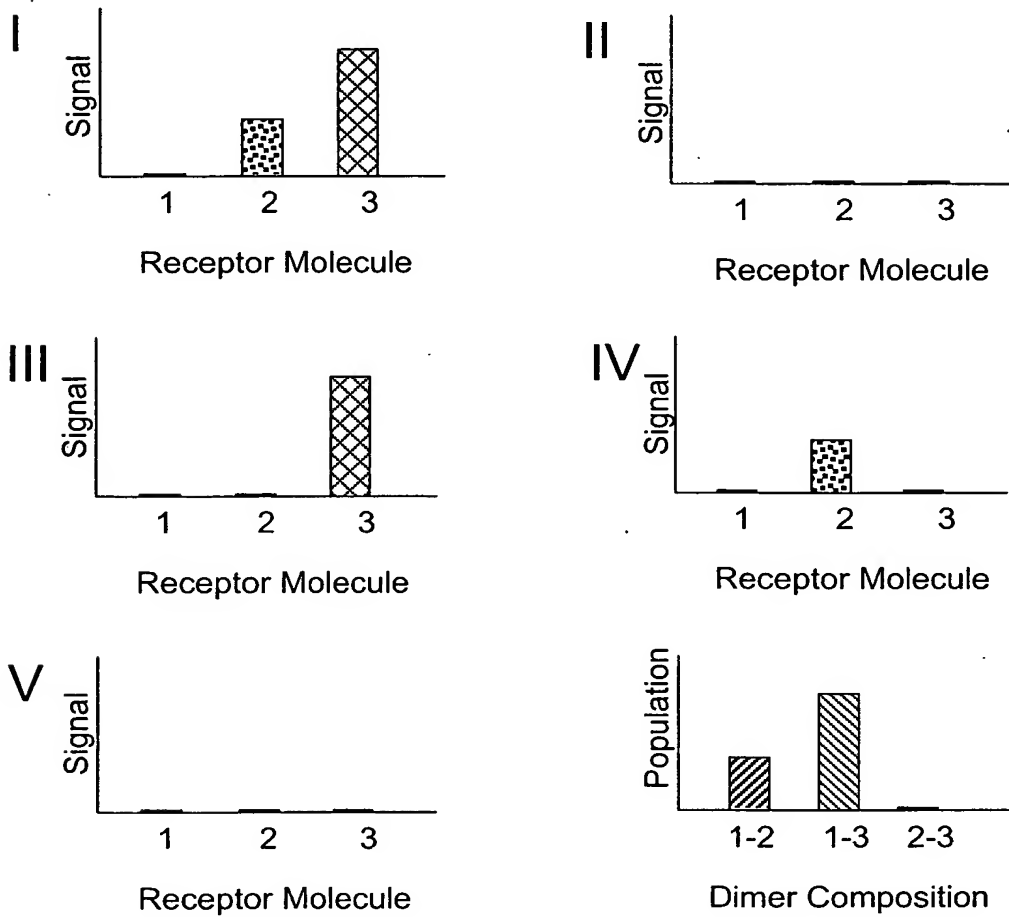 I
Signal
1 2 3
Receptor Molecule
II
Signal
1 2 3
Receptor Molecule
III
Signal
1 2 3
Receptor Molecule
IV
Signal
1 2 3
Receptor Molecule
V
Signal
1 2 3
Receptor Molecule
Population
1-2 1-3 2-3
Dimer Composition